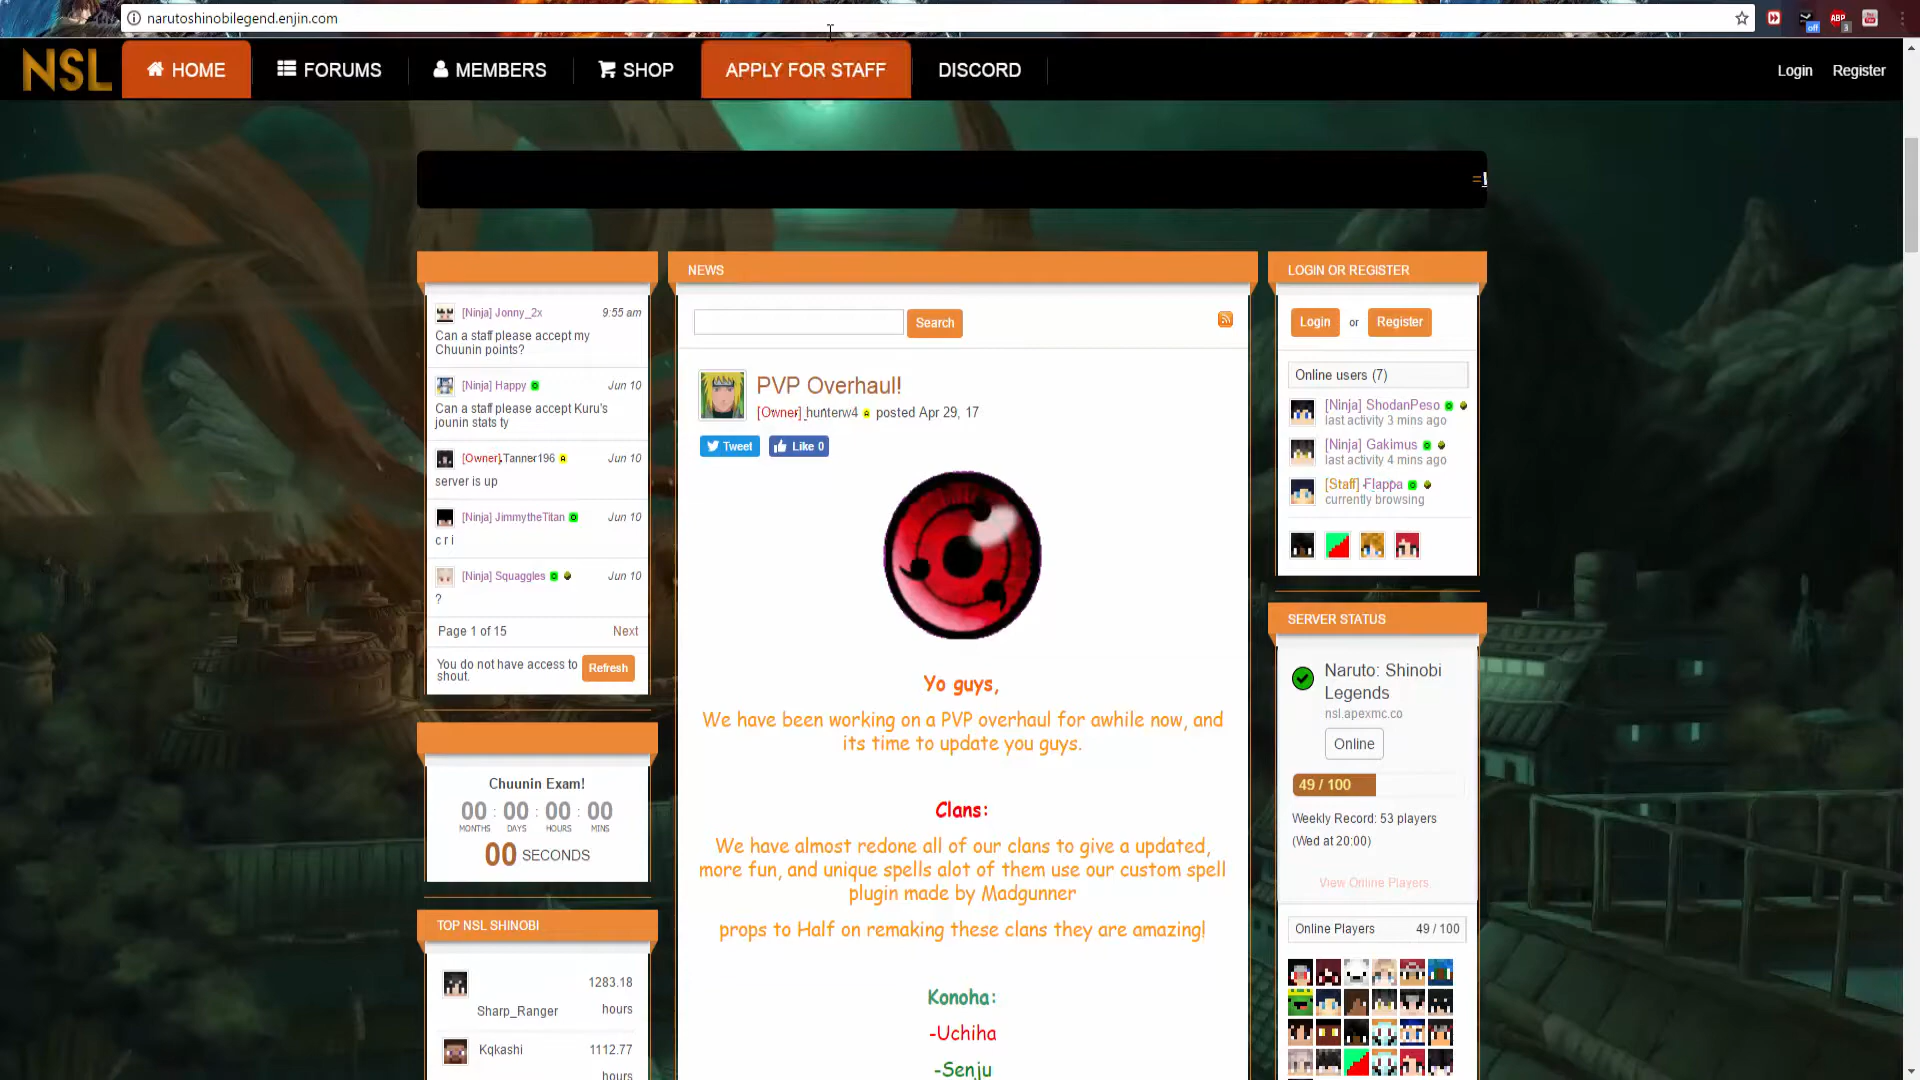 narutoshinobilegend.enjin.com
ABP
off
3
NSL
HOME
FORUMS
MEMBERS
SHOP
APPLY FOR STAFF
DISCORD
Login
Register
=
[Ninja] Jonny_2x
9:55 am
Can a staff please accept my
Chuunin points?
[Ninja] Happy
Jun 10
Can a staff please accept Kuru's
jounin stats ty
[Owner] Tanner196
Jun 10
server is up
[Ninja] JimmytheTitan
Jun 10
c r i
[Ninja] Squaggles
Jun 10
?
Page 1 of 15
Next
You do not have access to
shout.
Refresh
Chuunin Exam!
00 : 00 : 00 : 00
MONTHS DAYS HOURS MINS
00 SECONDS
TOP NSL SHINOBI
Sharp_Ranger
1283.18
hours
Kqkashi
1112.77
hours
NEWS
Search
PVP Overhaul!
[Owner] hunterw4 posted Apr 29, 17
Tweet
Like 0
Yo guys,
We have been working on a PVP overhaul for awhile now, and
its time to update you guys.
Clans:
We have almost redone all of our clans to give a updated,
more fun, and unique spells alot of them use our custom spell
plugin made by Madgunner
props to Half on remaking these clans they are amazing!
Konoha:
-Uchiha
-Senju
LOGIN OR REGISTER
Login or Register
Online users (7)
[Ninja] ShodanPeso
last activity 3 mins ago
[Ninja] Gakimus
last activity 4 mins ago
[Staff] Flappa
currently browsing
SERVER STATUS
Naruto: Shinobi
Legends
nsl.apexmc.co
Online
49 / 100
Weekly Record: 53 players
(Wed at 20:00)
View Online Players
Online Players
49 / 100